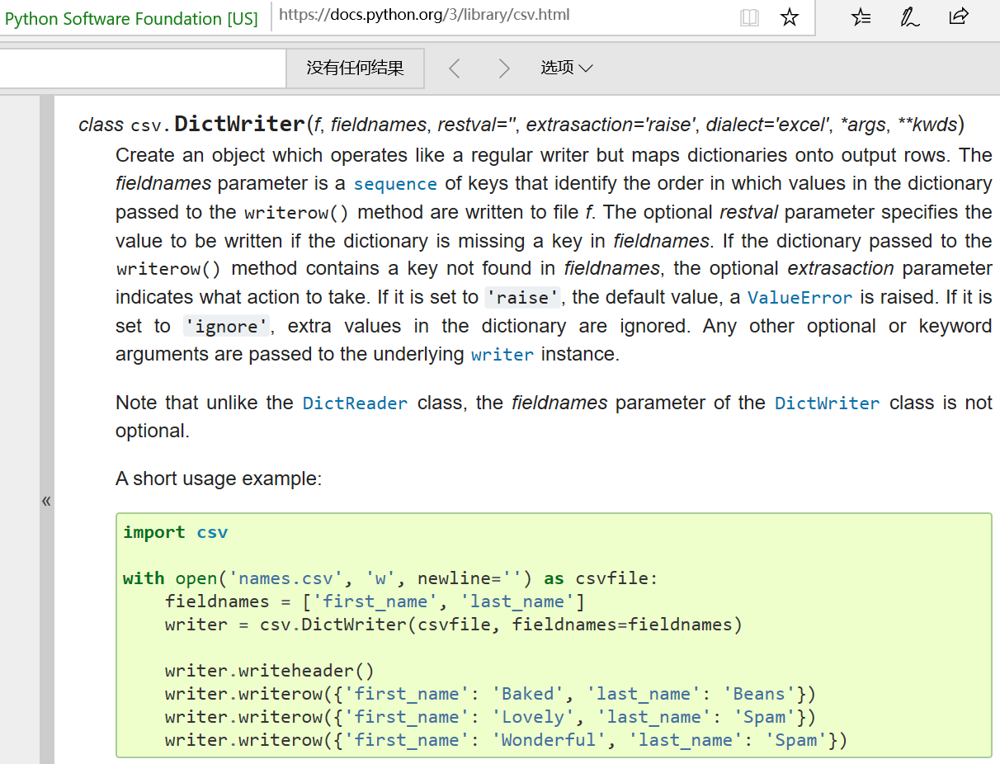 Python Software Foundation [US] https://docs.python.org/3/library/csv.html
没有任何结果 选项
class csv.DictWriter(f, fieldnames, restval='', extrasaction='raise', dialect='excel', *args, **kwds)
Create an object which operates like a regular writer but maps dictionaries onto output rows. The
fieldnames parameter is a sequence of keys that identify the order in which values in the dictionary
passed to the writerow() method are written to file f. The optional restval parameter specifies the
value to be written if the dictionary is missing a key in fieldnames. If the dictionary passed to the
writerow() method contains a key not found in fieldnames, the optional extrasaction parameter
indicates what action to take. If it is set to 'raise', the default value, a ValueError is raised. If it is
set to 'ignore', extra values in the dictionary are ignored. Any other optional or keyword
arguments are passed to the underlying writer instance.
Note that unlike the DictReader class, the fieldnames parameter of the DictWriter class is not
optional.
A short usage example:
«
import csv
with open('names.csv', 'w', newline='') as csvfile:
    fieldnames = ['first_name', 'last_name']
    writer = csv.DictWriter(csvfile, fieldnames=fieldnames)
    writer.writeheader()
    writer.writerow({'first_name': 'Baked', 'last_name': 'Beans'})
    writer.writerow({'first_name': 'Lovely', 'last_name': 'Spam'})
    writer.writerow({'first_name': 'Wonderful', 'last_name': 'Spam'})